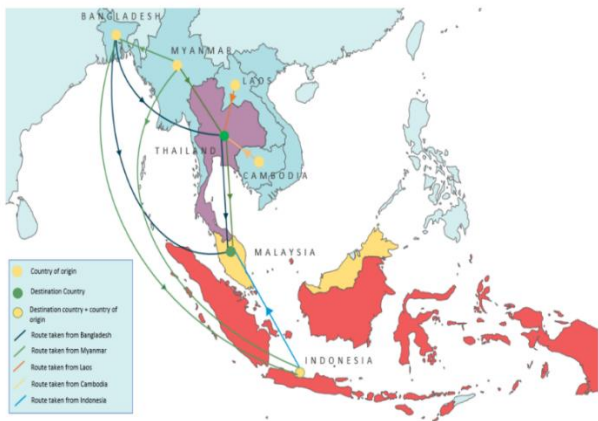 BANGLADESH
MYANMAR
LAOS
THAILAND
CAMBODIA
MALAYSIA
INDONESIA
Country of origin
Destination Country
Destination country + country of
origin
Route taken from Bangladesh
Route taken from Myanmar
Route taken from Laos
Route taken from Cambodia
Route taken from Indonesia